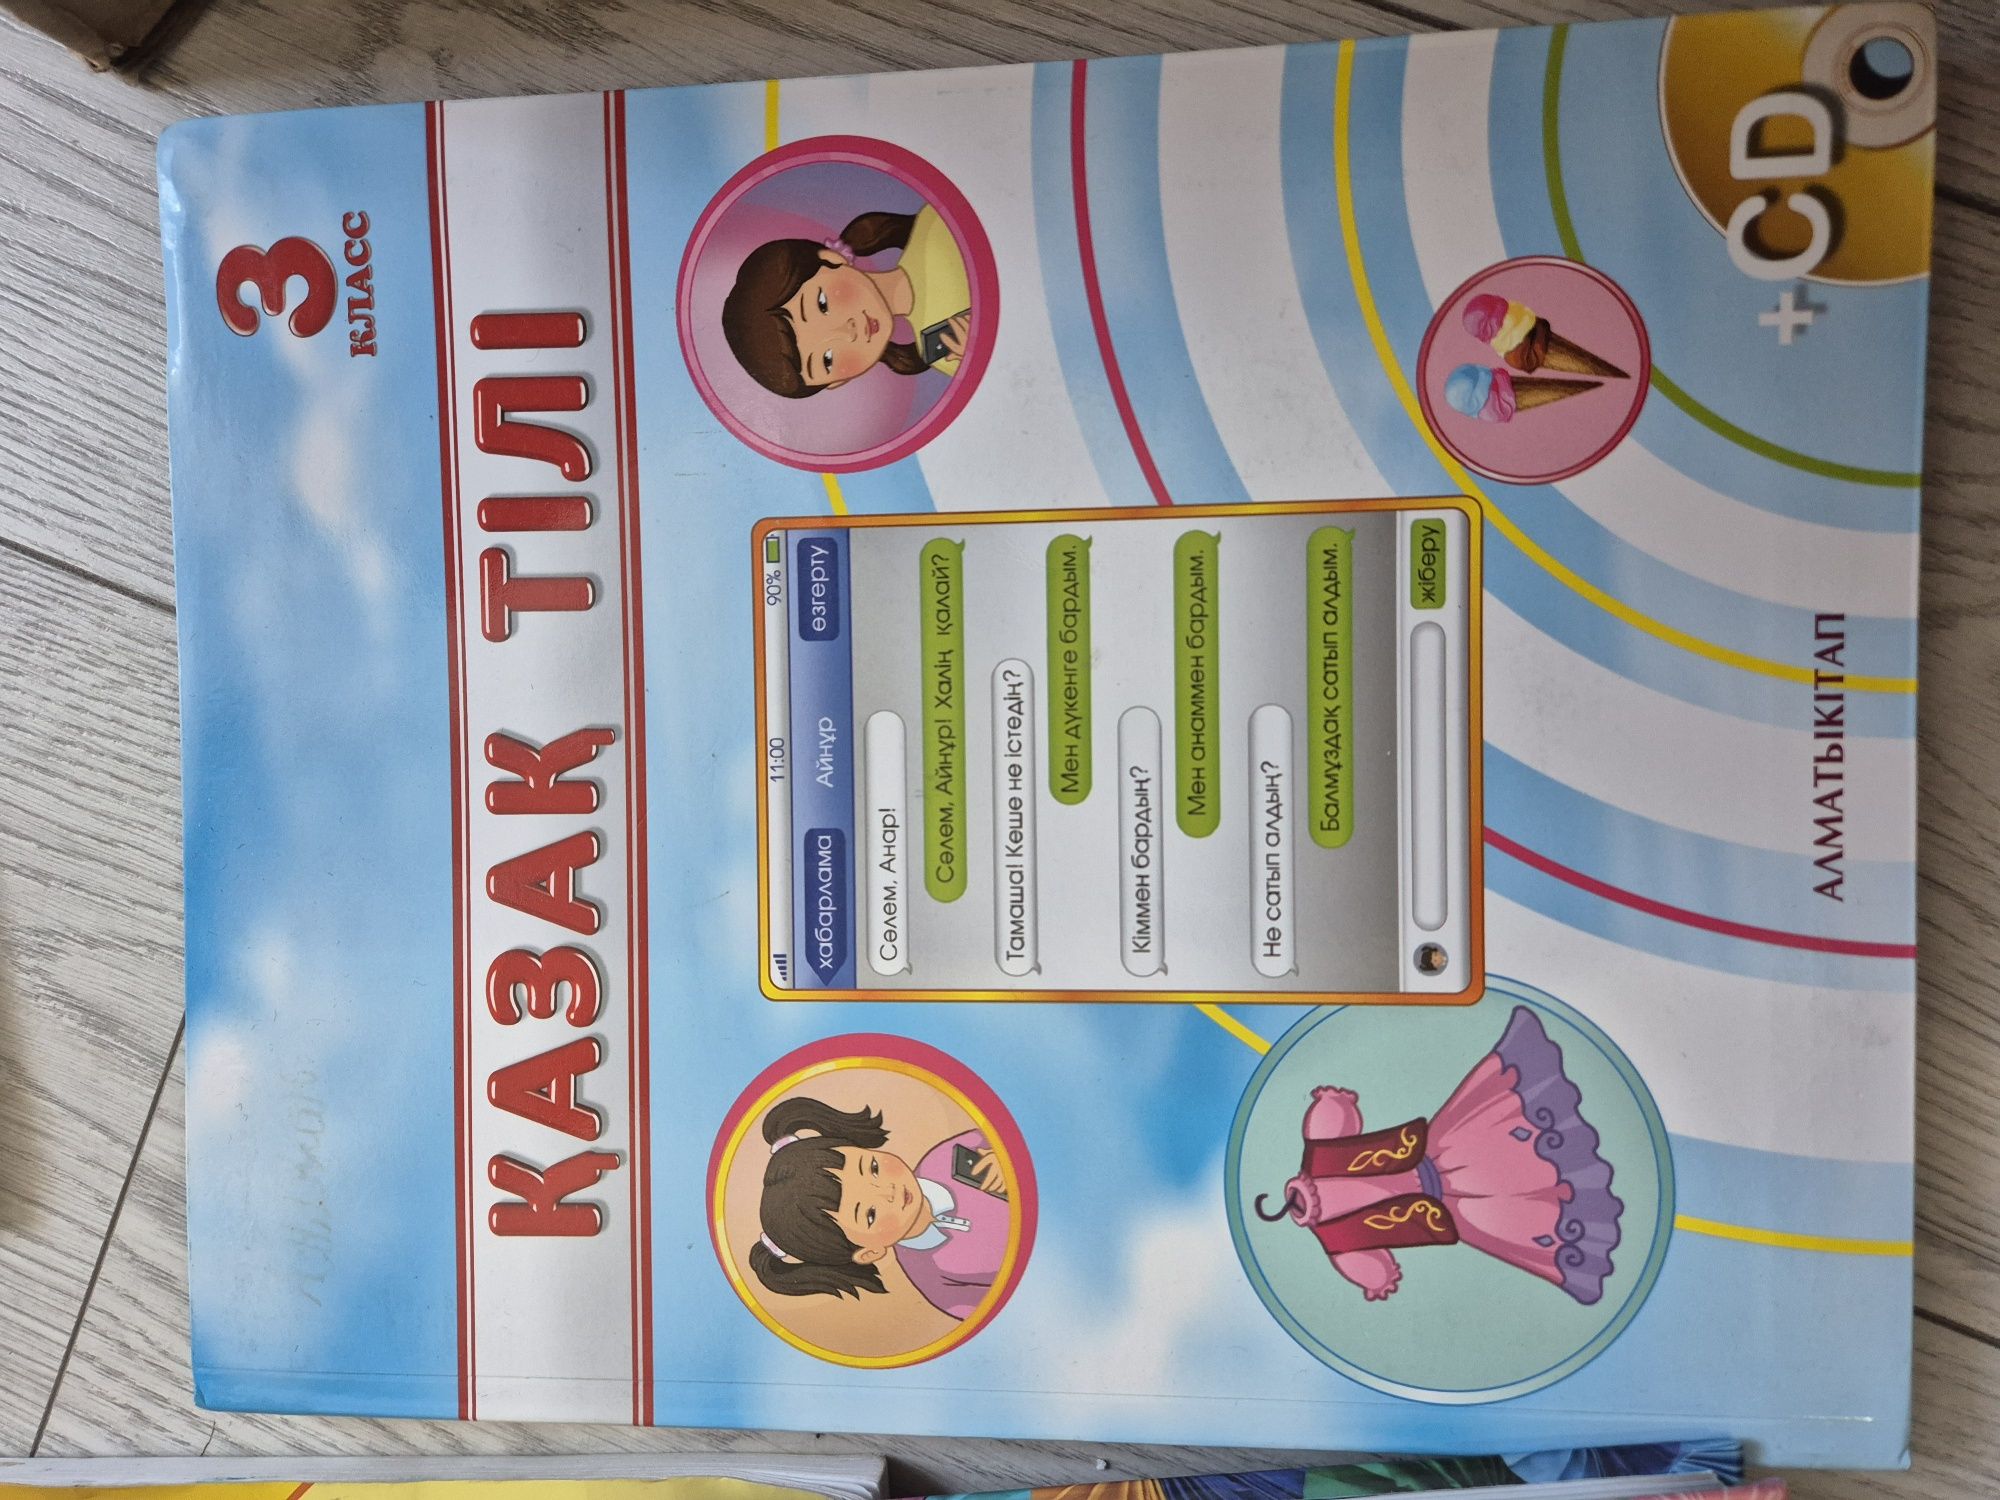 3
КЛАСС
ҚАЗАҚ ТІЛІ
11:00
90%
хабарлама
Айнұр
өзгерту
Сәлем, Анар!
Сәлем, Айнұр! Халің қалай?
Тамаша! Кеше не істедің?
Мен дүкенге бардым.
Кіммен бардың?
Мен анаммен бардым.
Не сатып алдың?
Балмұздақ сатып алдым.
жіберу
АЛМАТЫКІТАП
+CD